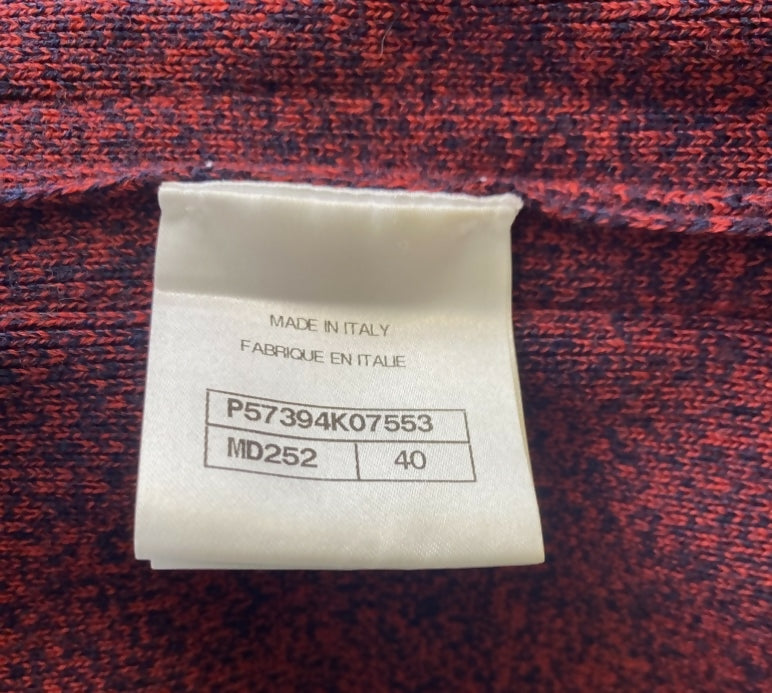 MADE IN ITALY
FABRIQUE EN ITALIE
P57394K07553
MD252 40